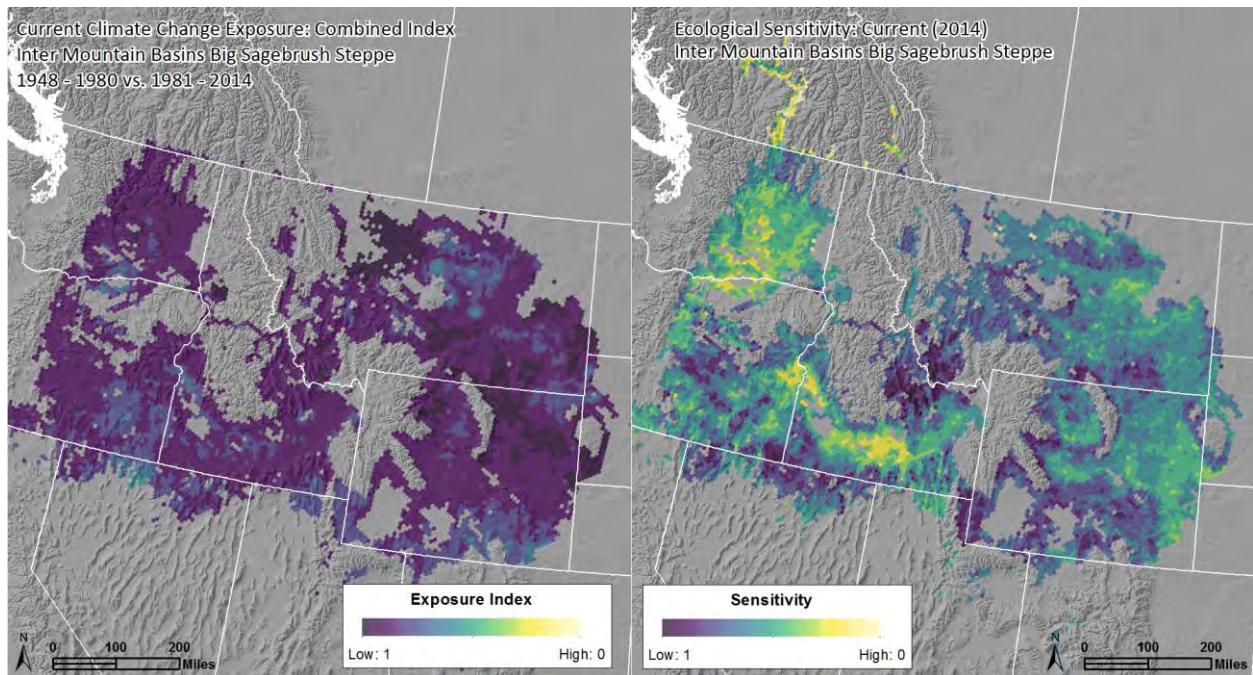 Current Climate Change Exposure: Combined Index
Inter Mountain Basins Big Sagebrush Steppe
1948 - 1980 vs. 1981 - 2014
Exposure Index
Low: 1
High: 0
N
0
100
200
Miles
Ecological Sensitivity: Current (2014)
Inter Mountain Basins Big Sagebrush Steppe
Sensitivity
Low: 1
High: 0
N
0
100
200
Miles